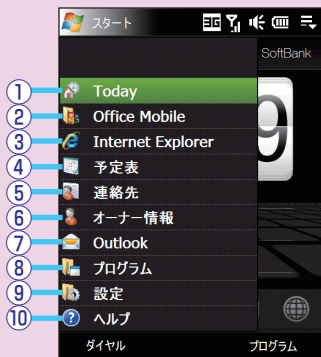 スタート
SoftBank
① Today
② Office Mobile
③ Internet Explorer
④ 予定表
⑤ 連絡先
⑥ オーナー情報
⑦ Outlook
⑧ プログラム
⑨ 設定
⑩ ヘルプ
ダイヤル プログラム